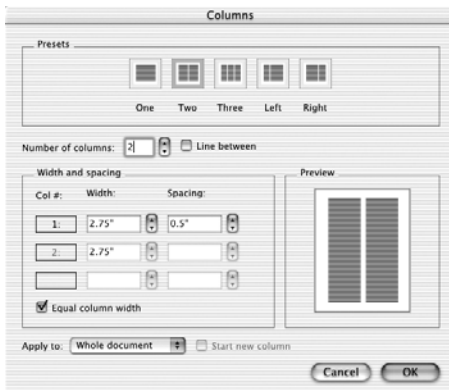 Columns
Presets
One Two Three Left Right
Number of columns: 2 Line between
Width and spacing
Preview
Col #: Width: Spacing:
1: 2.75" 0.5"
2: 2.75"
Equal column width
Apply to: Whole document Start new column
Cancel OK